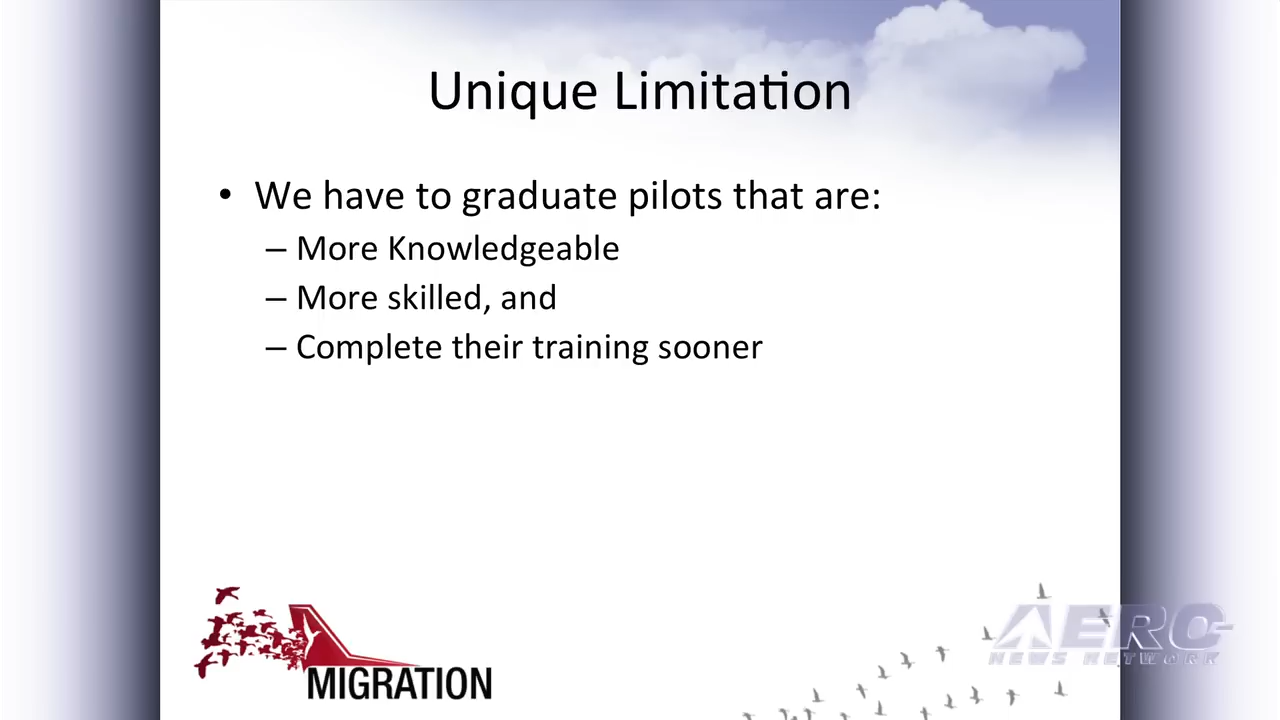 Unique Limitation
• We have to graduate pilots that are:
– More Knowledgeable
– More skilled, and
– Complete their training sooner
MIGRATION
AERO
NEWS NETWORK